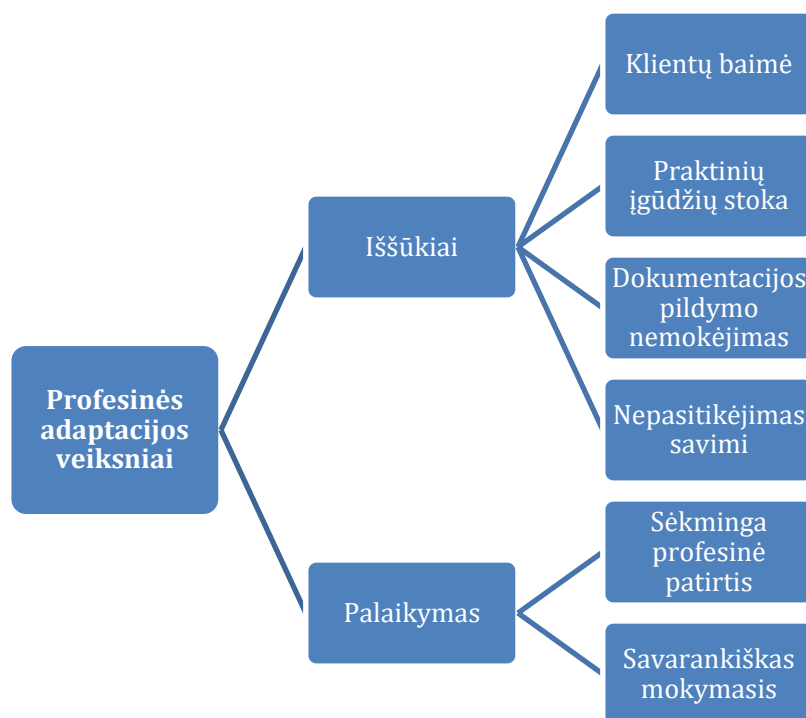 Profesinės
adaptacijos
veiksniai
Iššūkiai
Klientų baimė
Praktinių
įgūdžių stoka
Dokumentacijos
pildymo
nemokėjimas
Nepasitikėjimas
savimi
Palaikymas
Sėkminga
profesinė
patirtis
Savarankiškas
mokymasis